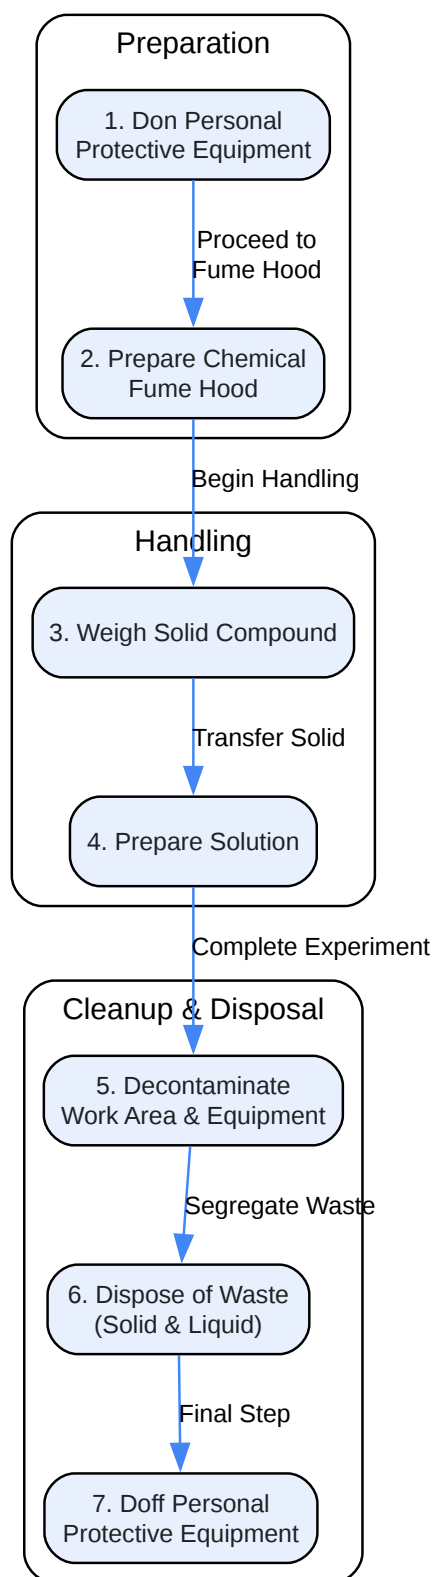 Preparation
1. Don Personal
Protective Equipment
Proceed to
Fume Hood
2. Prepare Chemical
Fume Hood
Begin Handling
Handling
3. Weigh Solid Compound
Transfer Solid
4. Prepare Solution
Complete Experiment
Cleanup & Disposal
5. Decontaminate
Work Area & Equipment
Segregate Waste
6. Dispose of Waste
(Solid & Liquid)
Final Step
7. Doff Personal
Protective Equipment